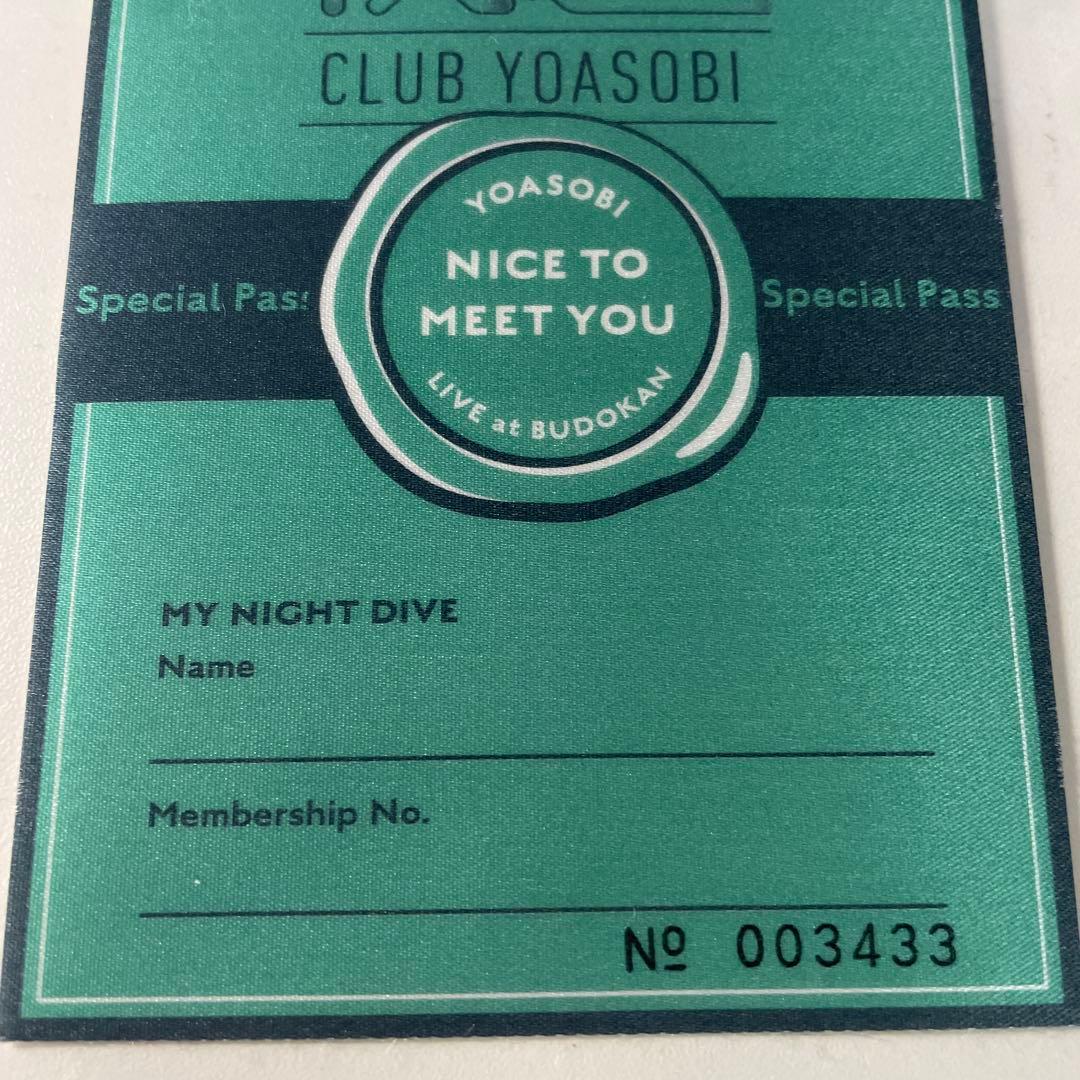 CLUB YOASOBI
YOASOBI
NICE TO
MEET YOU
LIVE at BUDOKAN
Special Pass
Special Pass
MY NIGHT DIVE
Name
Membership No.
Nº 003433